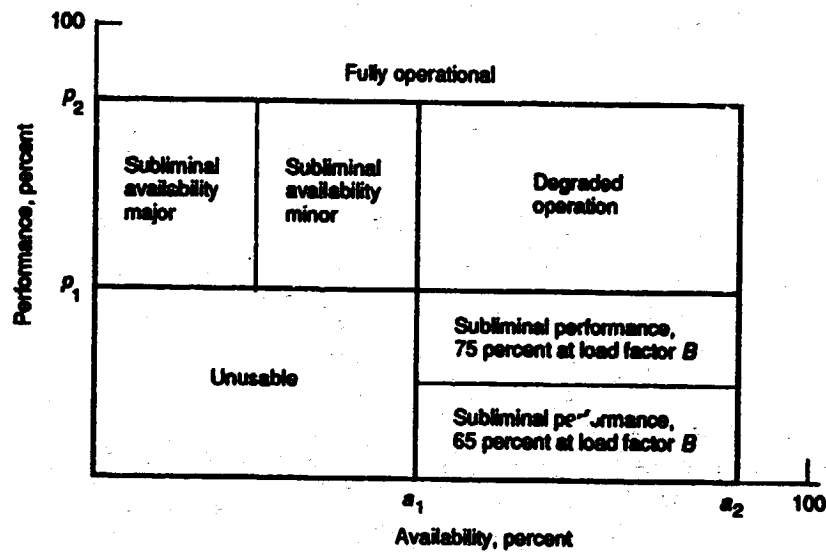 100
Fully operational
p2
Subliminal
availability
major
Subliminal
availability
minor
Degraded
operation
Performance, percent
p1
Subliminal performance,
75 percent at load factor B
Unusable
Subliminal performance,
65 percent at load factor B
a1
a2
100
Availability, percent